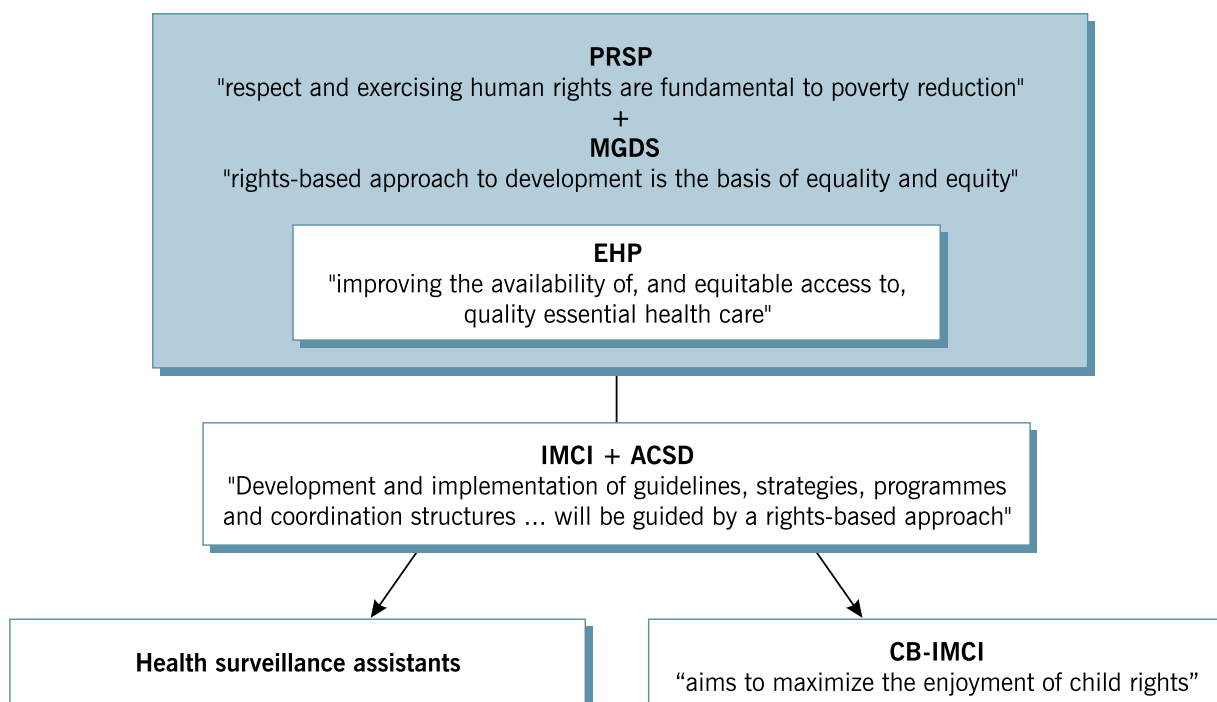 PRSP
"respect and exercising human rights are fundamental to poverty reduction"
+
MGDS
"rights-based approach to development is the basis of equality and equity"
EHP
"improving the availability of, and equitable access to,
quality essential health care"
IMCI + ACSD
"Development and implementation of guidelines, strategies, programmes
and coordination structures ... will be guided by a rights-based approach"
Health surveillance assistants
CB-IMCI
“aims to maximize the enjoyment of child rights”